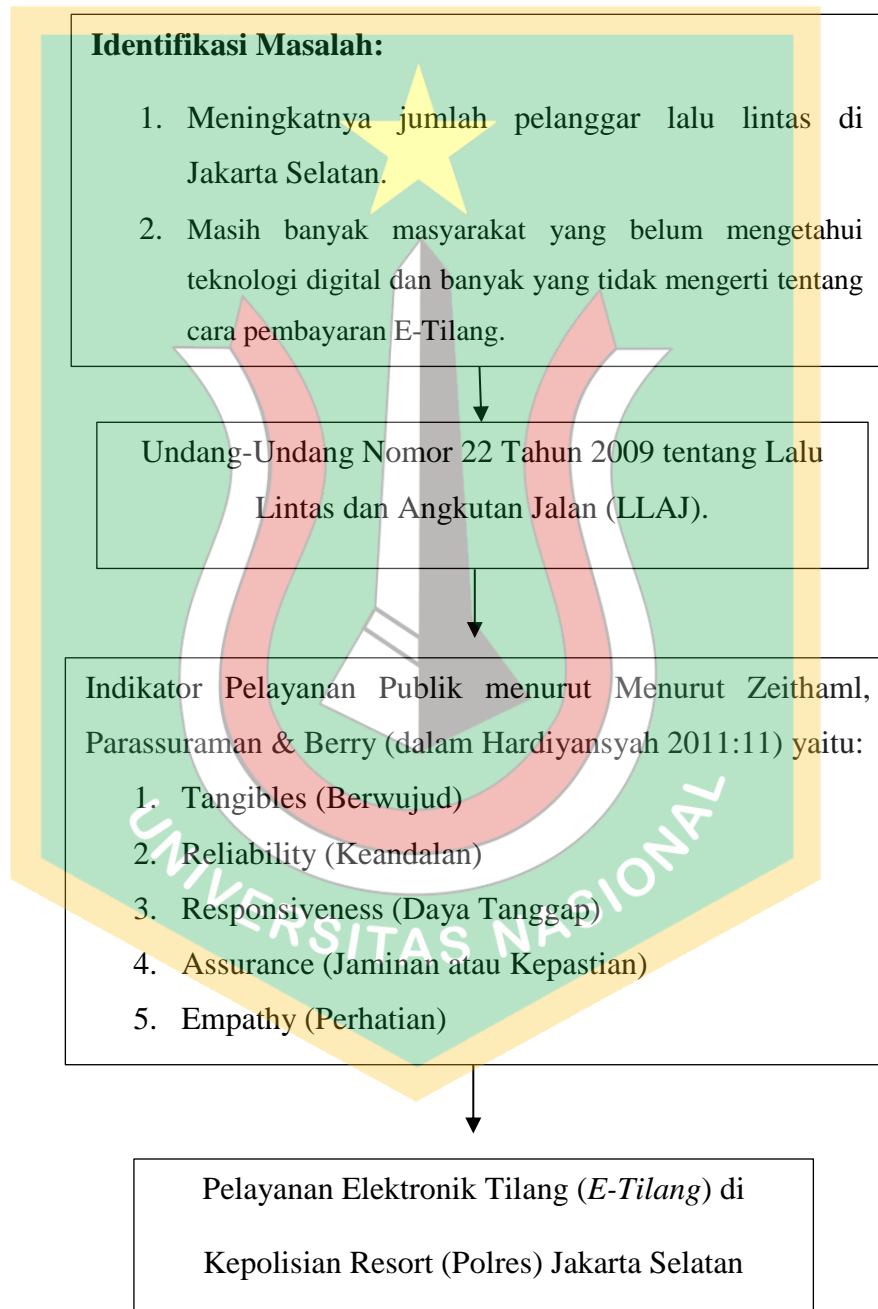 Identifikasi Masalah:
1. Meningkatnya jumlah pelanggar lalu lintas di
Jakarta Selatan.
2. Masih banyak masyarakat yang belum mengetahui
teknologi digital dan banyak yang tidak mengerti tentang
cara pembayaran E-Tilang.
Undang-Undang Nomor 22 Tahun 2009 tentang Lalu
Lintas dan Angkutan Jalan (LLAJ).
Indikator Pelayanan Publik menurut Menurut Zeithaml,
Parassuraman & Berry (dalam Hardiyansyah 2011:11) yaitu:
1. Tangibles (Berwujud)
2. Reliability (Keandalan)
3. Responsiveness (Daya Tanggap)
4. Assurance (Jaminan atau Kepastian)
5. Empathy (Perhatian)
UNIVERSITAS NASIONAL
Pelayanan Elektronik Tilang (E-Tilang) di
Kepolisian Resort (Polres) Jakarta Selatan